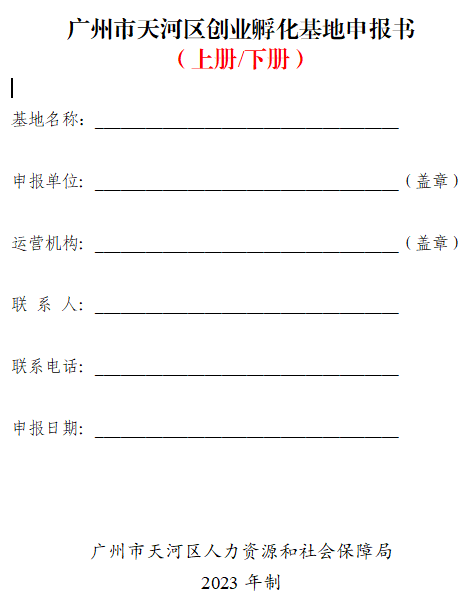 广州市天河区创业孵化基地申报书
（上册/下册）
基地名称：
申报单位：（盖章）
运营机构：（盖章）
联 系 人：
联系电话：
申报日期：
广州市天河区人力资源和社会保障局
2023 年制